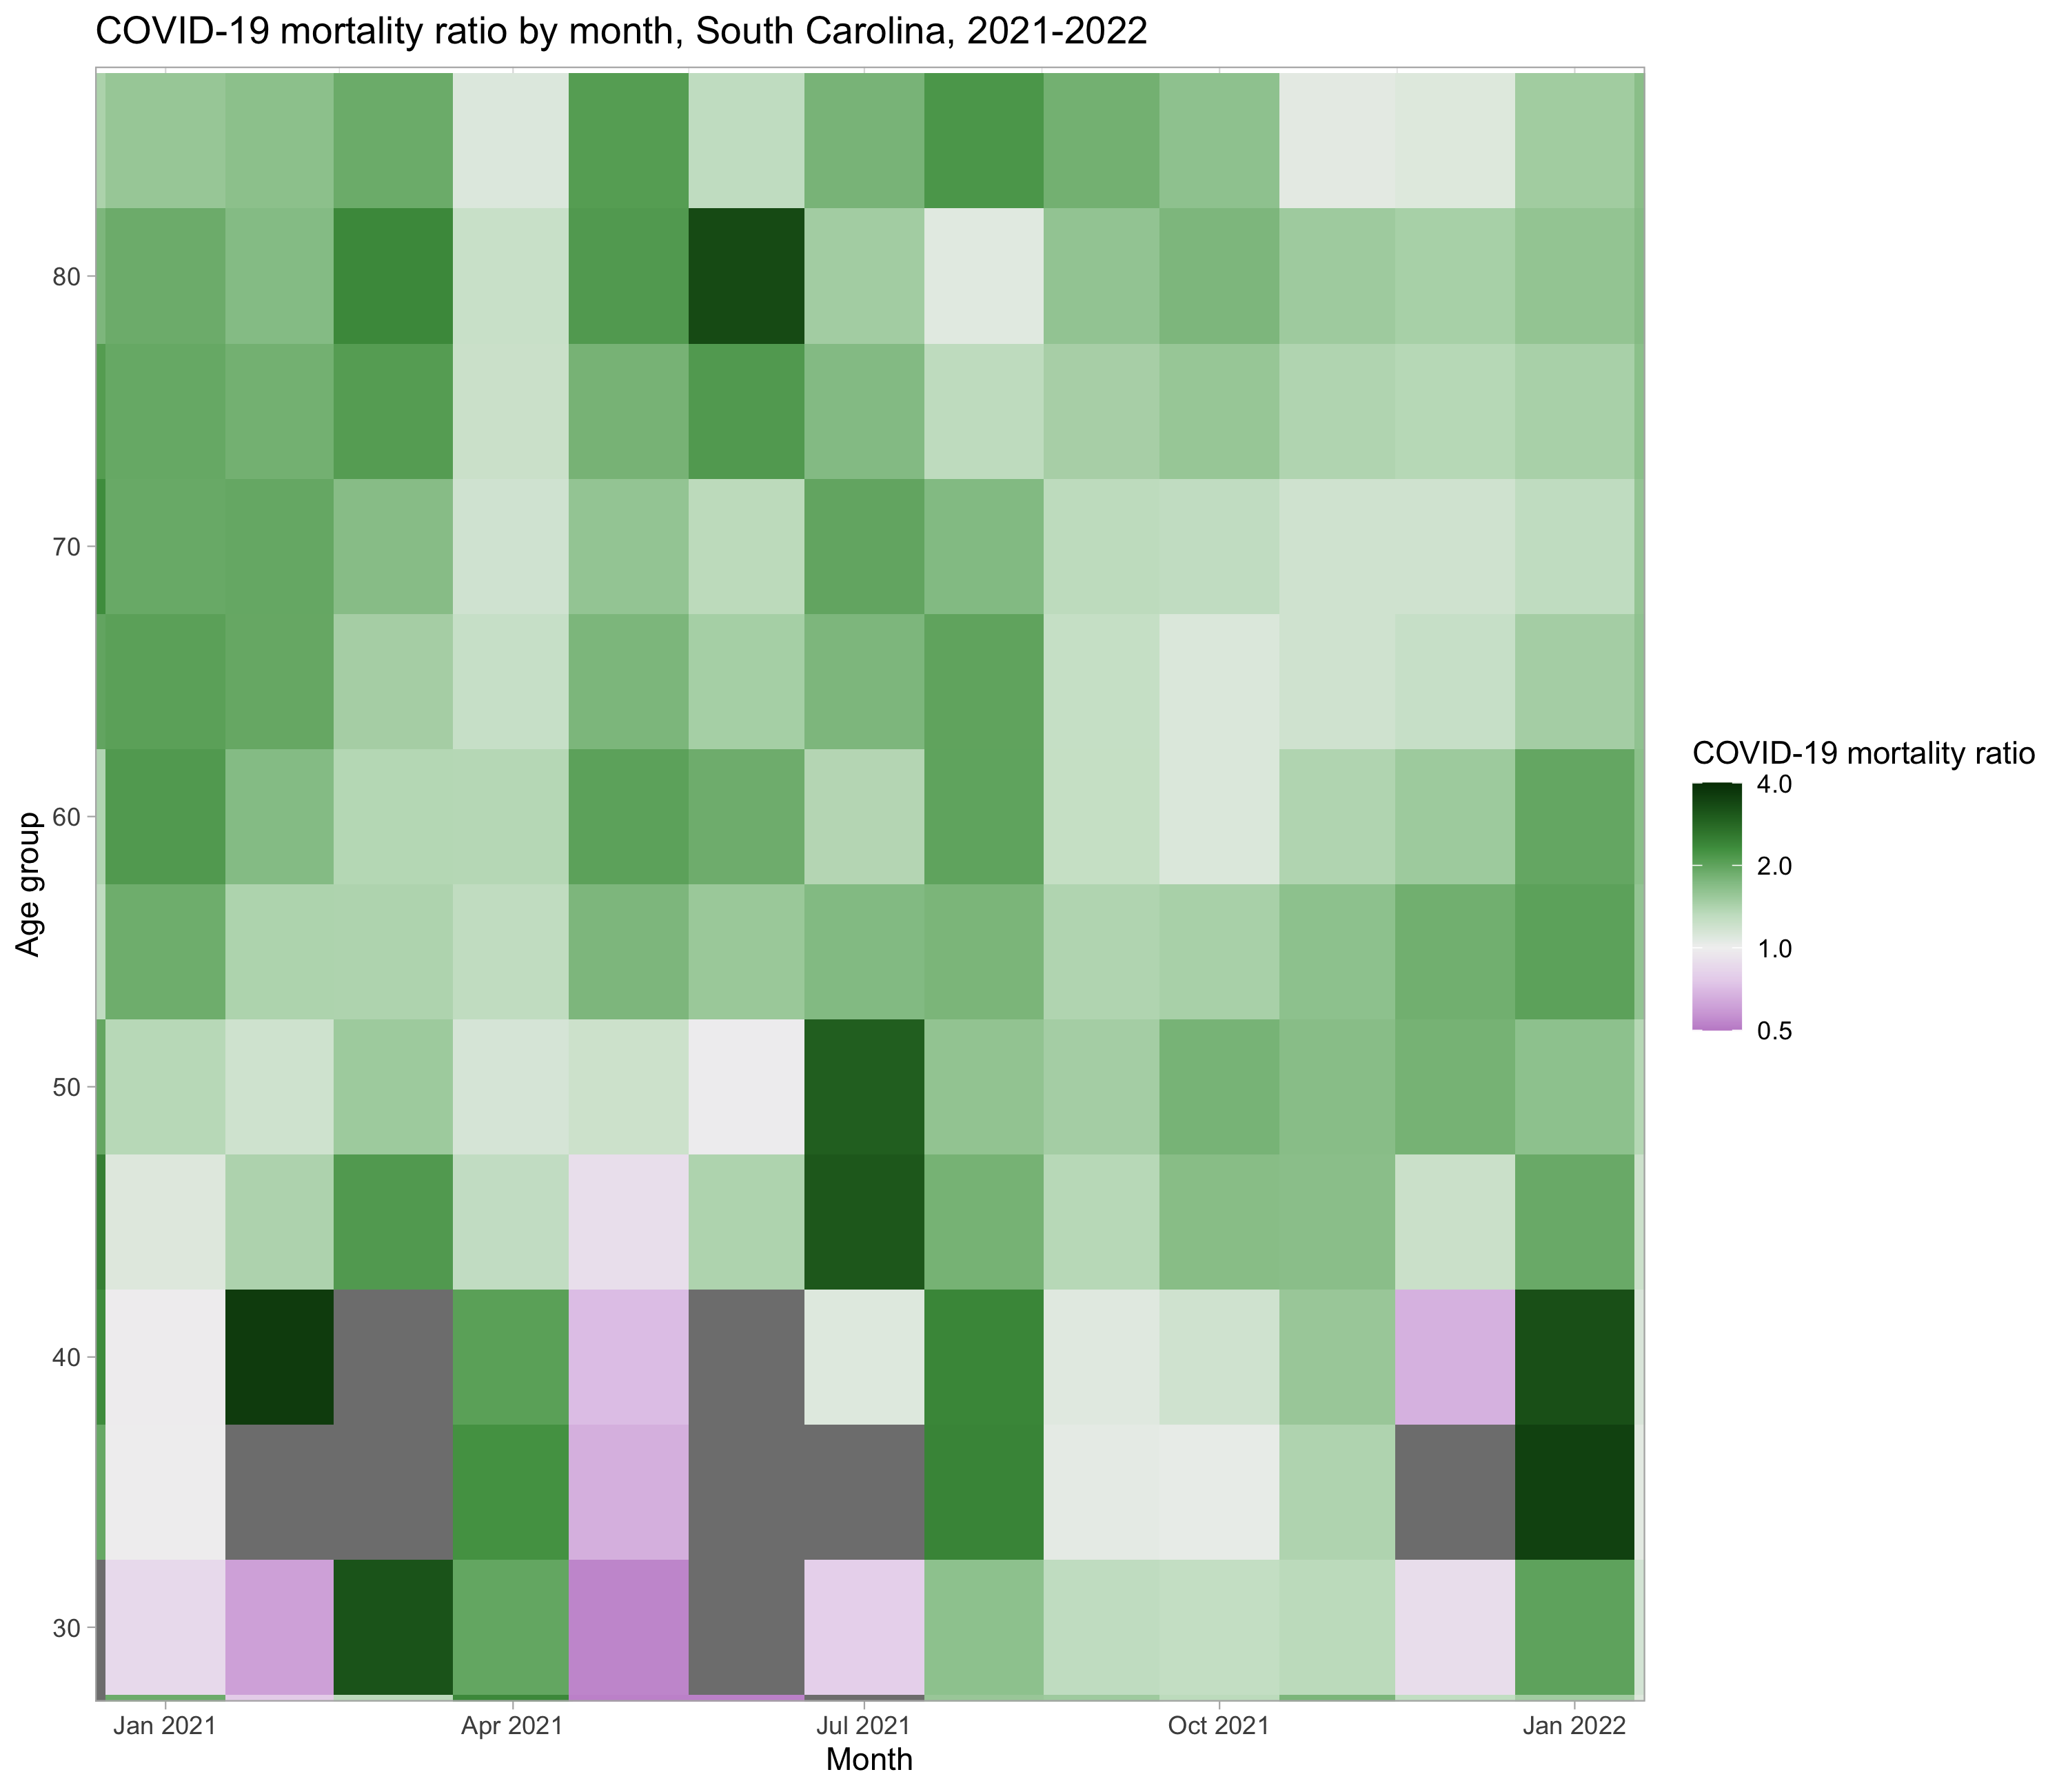 COVID-19 mortality ratio by month, South Carolina, 2021-2022
Age group
80
70
60
50
40
30
Jan 2021 Apr 2021 Jul 2021 Oct 2021 Jan 2022
Month
COVID-19 mortality ratio
4.0
2.0
1.0
0.5